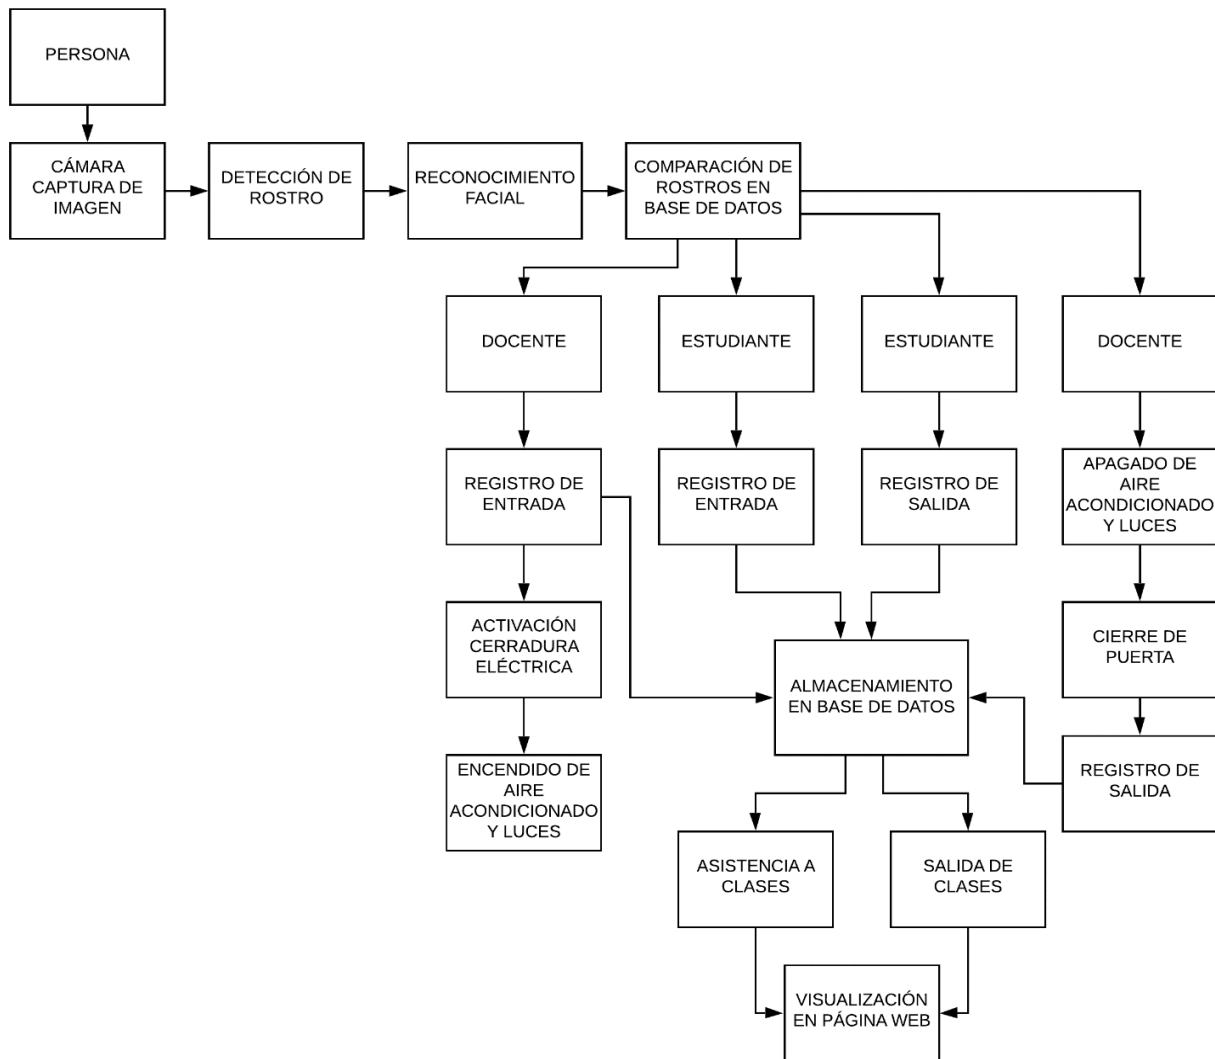 PERSONA
CÁMARA
CAPTURA DE
IMAGEN
DETECCIÓN DE
ROSTRO
RECONOCIMIENTO
FACIAL
COMPARACIÓN DE
ROSTROS EN
BASE DE DATOS
DOCENTE
ESTUDIANTE
ESTUDIANTE
DOCENTE
REGISTRO DE
ENTRADA
REGISTRO DE
ENTRADA
REGISTRO DE
SALIDA
APAGADO DE
AIRE
ACONDICIONADO
Y LUCES
ACTIVACIÓN
CERRADURA
ELÉCTRICA
ALMACENAMIENTO
EN BASE DE DATOS
CIERRE DE
PUERTA
ENCENDIDO DE
AIRE
ACONDICIONADO
Y LUCES
REGISTRO DE
SALIDA
ASISTENCIA A
CLASES
SALIDA DE
CLASES
VISUALIZACIÓN
EN PÁGINA WEB